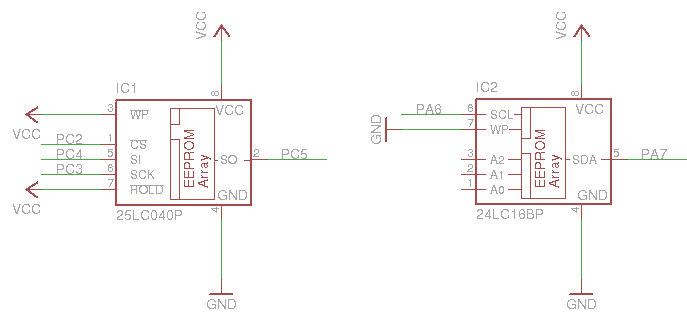 VCC
VCC
8
8
IC1
IC2
3
WP
VCC
PA6
6
SCL
VCC
VCC
GND
7
WP
PC2
1
CS
PC4
5
SI
EEPROM
Array
SO
2
PC5
3
A2
EEPROM
Array
SDA
5
PA7
PC3
6
SCK
2
A1
7
HOLD
GND
1
A0
GND
VCC
25LC040P
4
24LC16BP
4
GND
GND